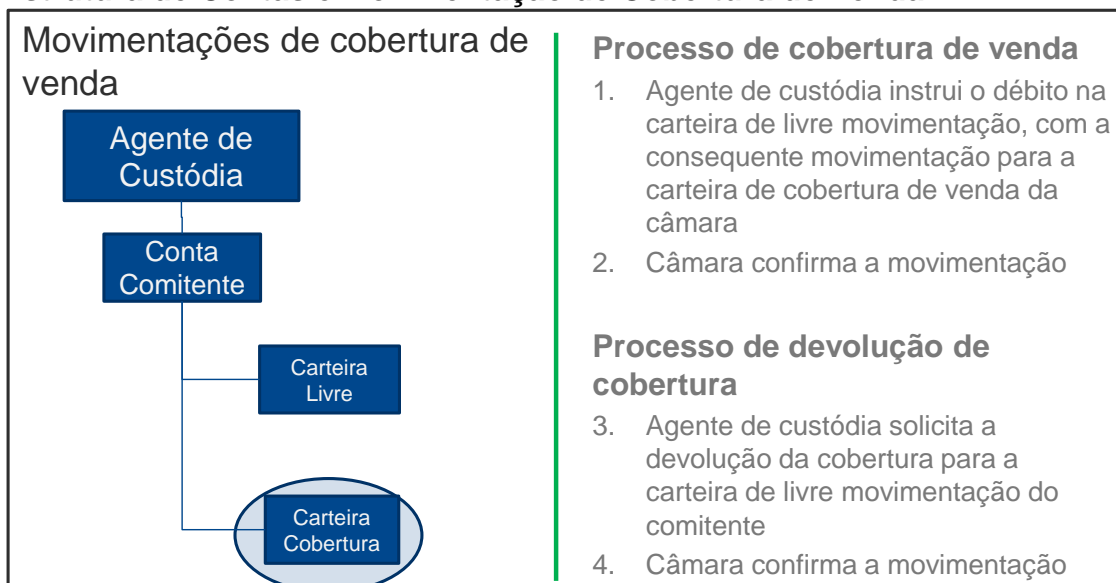 Movimentações de cobertura de
venda
Agente de
Custódia
Conta
Comitente
Carteira
Livre
Carteira
Cobertura
Processo de cobertura de venda
1. Agente de custódia instrui o débito na
carteira de livre movimentação, com a
consequente movimentação para a
carteira de cobertura de venda da
câmara
2. Câmara confirma a movimentação
Processo de devolução de
cobertura
3. Agente de custódia solicita a
devolução da cobertura para a
carteira de livre movimentação do
comitente
4. Câmara confirma a movimentação